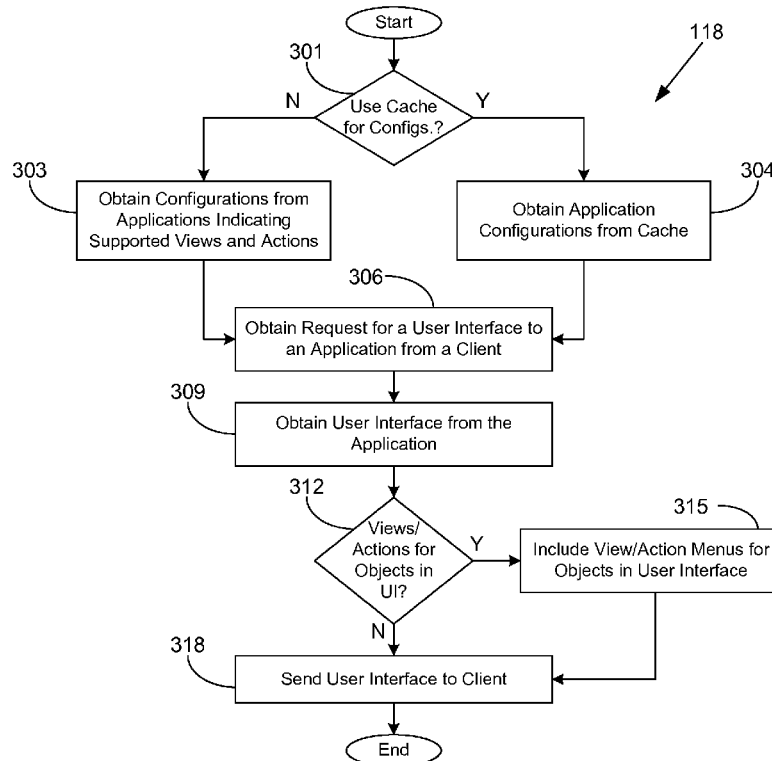 Start
118
301
N
Use Cache
for Configs.?
Y
303
Obtain Configurations from
Applications Indicating
Supported Views and Actions
304
Obtain Application
Configurations from Cache
306
Obtain Request for a User Interface to
an Application from a Client
309
Obtain User Interface from the
Application
312
Views/
Actions for
Objects in
UI?
Y
315
Include View/Action Menus for
Objects in User Interface
N
318
Send User Interface to Client
End